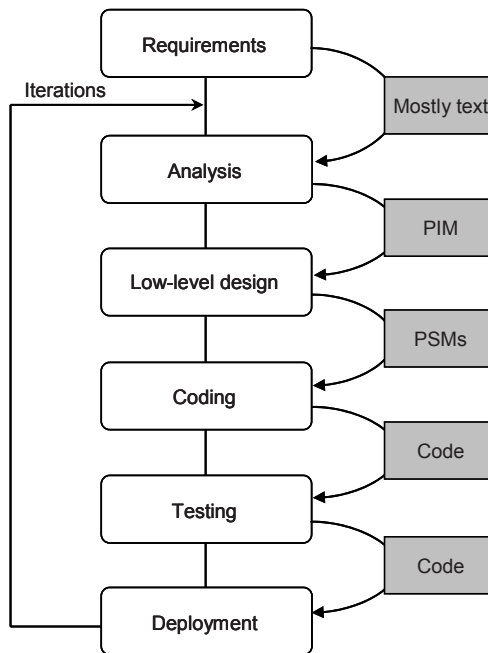 Requirements
Iterations
Mostly text
Analysis
PIM
Low-level design
PSMs
Coding
Code
Testing
Code
Deployment